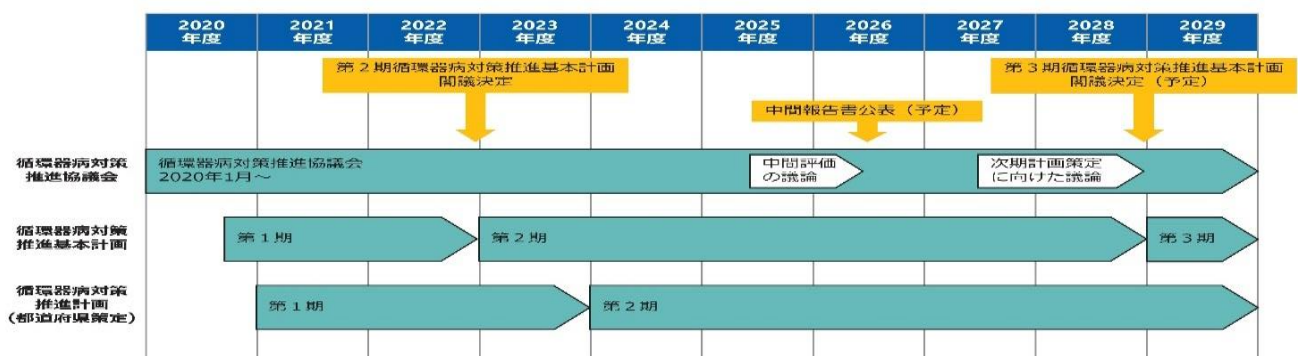 2020
年度
2021
年度
2022
年度
2023
年度
2024
年度
2025
年度
2026
年度
2027
年度
2028
年度
2029
年度
第2期循環器病対策推進基本計画
閣議決定
第3期循環器病対策推進基本計画
閣議決定(予定)
中間報告書公表(予定)
循環器病対策
推進協議会
循環器病対策推進協議会
2020年1月~
中間評価
の議論
次期計画策定
に向けた議論
循環器病対策
推進基本計画
第1期
第2期
第3期
循環器病対策
推進計画
(都道府県策定)
第1期
第2期